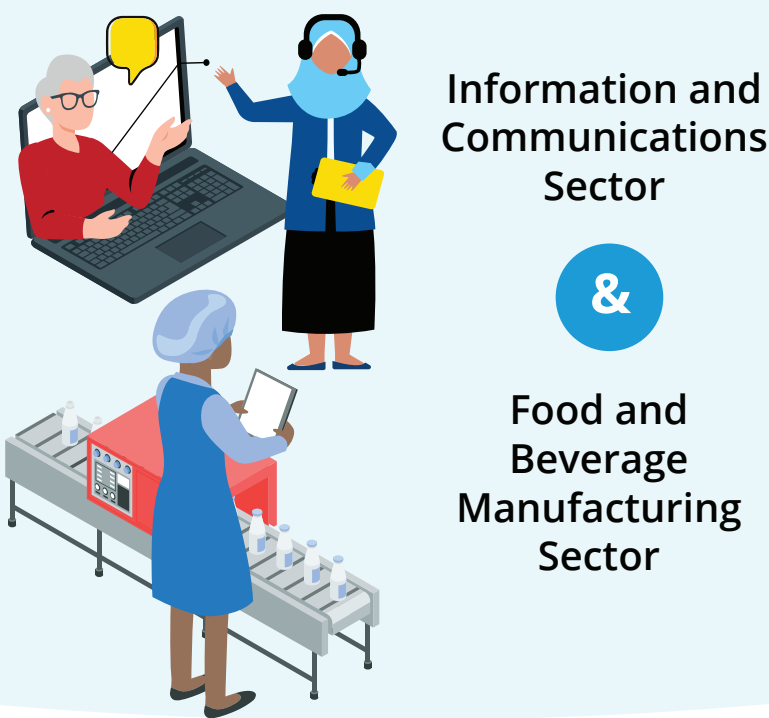 Information and
Communications
Sector
&
Food and
Beverage
Manufacturing
Sector